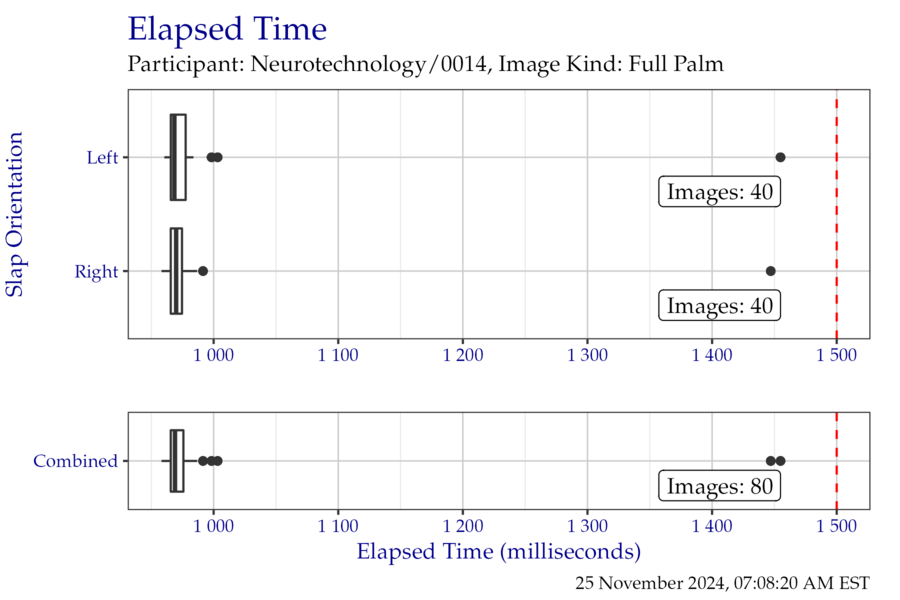 Elapsed Time
Participant: Neurotechnology/0014, Image Kind: Full Palm
Slap Orientation
Left
Images: 40
Right
Images: 40
1 000 1 100 1 200 1 300 1 400 1 500
Combined
Images: 80
1 000 1 100 1 200 1 300 1 400 1 500
Elapsed Time (milliseconds)
25 November 2024, 07:08:20 AM EST